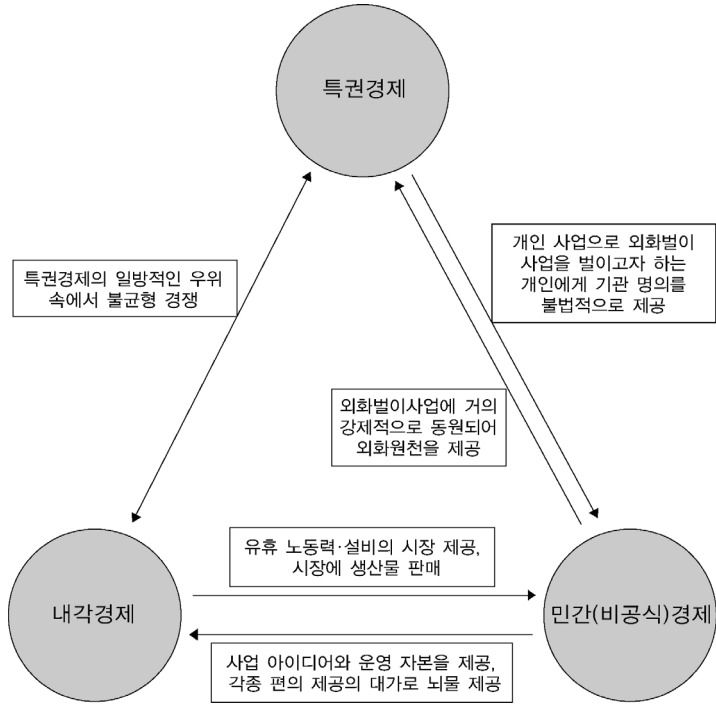 특권경제
개인 사업으로 외화벌이
사업을 벌이고자 하는
개인에게 기관 명의를
불법적으로 제공
특권경제의 일방적인 우위
속에서 불균형 경쟁
외화벌이사업에 거의
강제적으로 동원되어
외화원천을 제공
유휴 노동력·설비의 시장 제공,
시장에 생산물 판매
내각경제
민간(비공식)경제
사업 아이디어와 운영 자본을 제공,
각종 편의 제공의 대가로 뇌물 제공